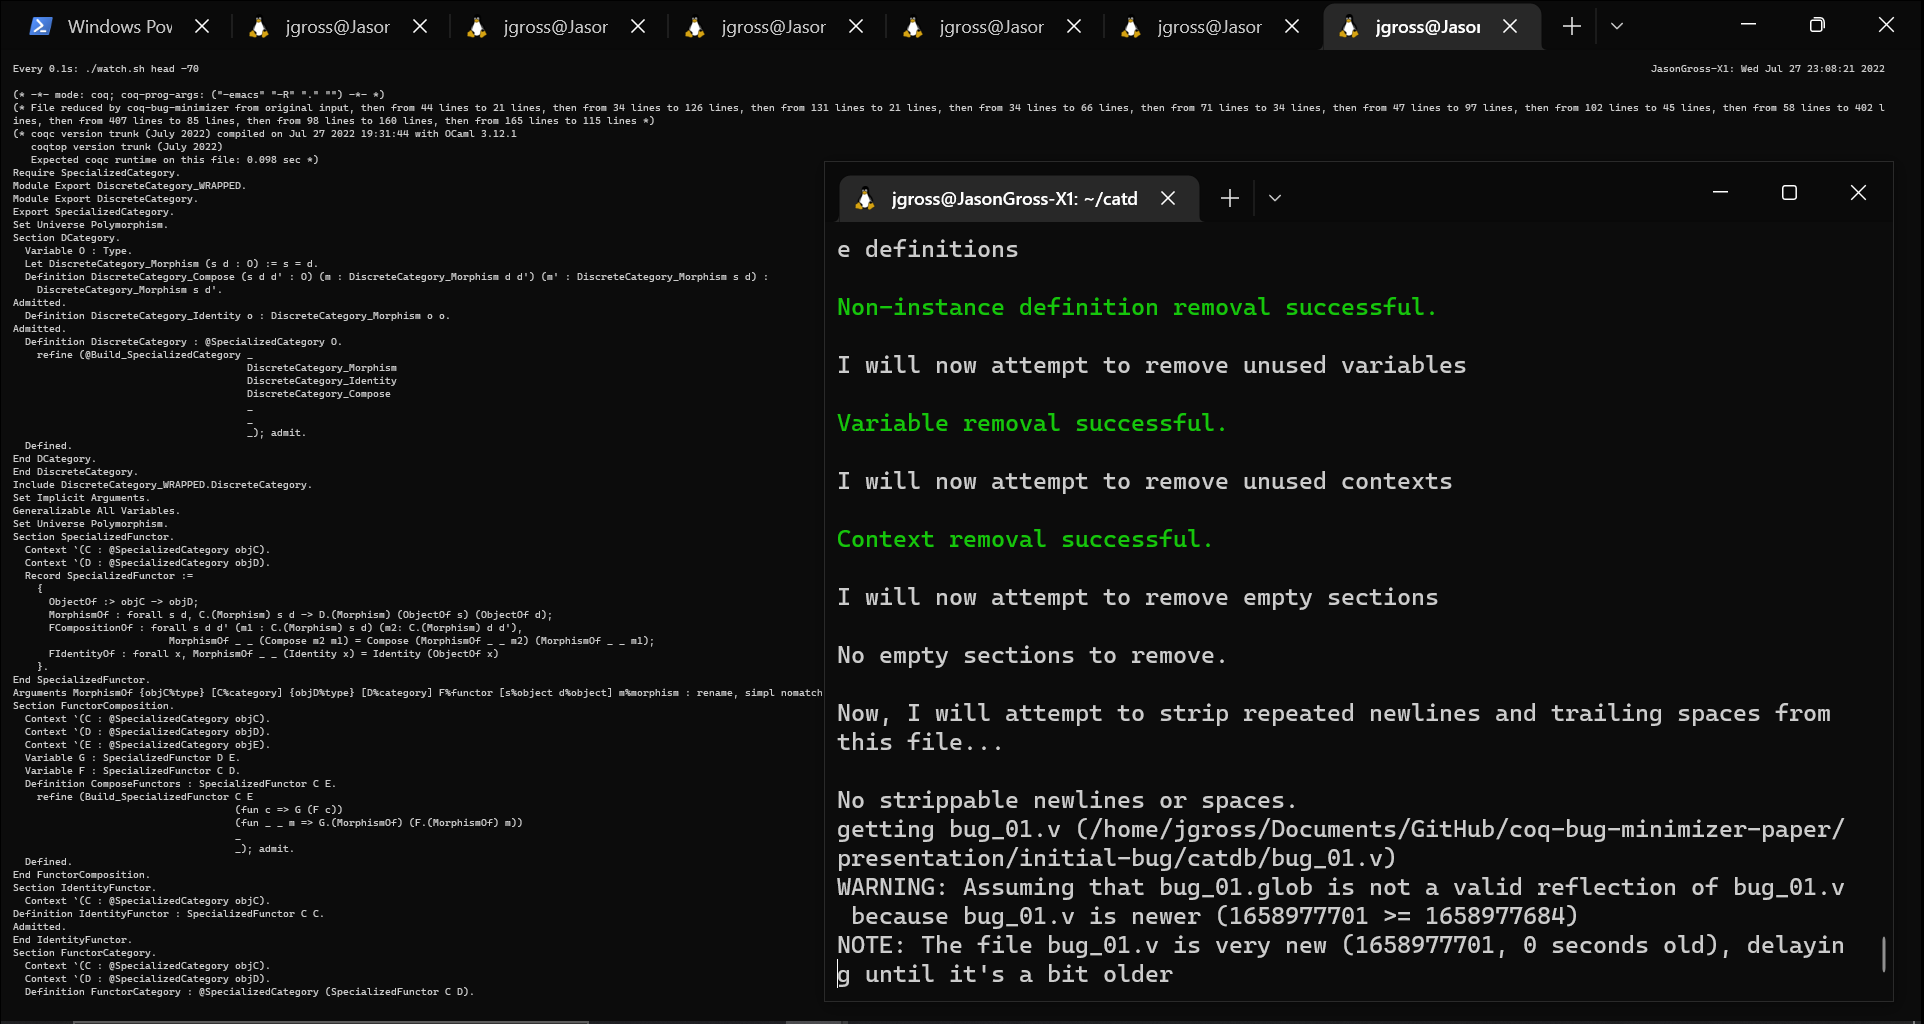 Windows Pov
jgross@Jasor
jgross@Jasor
jgross@Jasor
jgross@Jasor
jgross@Jasor
jgross@Jasor
Every 0.1s: ./watch.sh head -70
JasonGross-X1: Wed Jul 27 23:08:21 2022
(* -*- mode: coq; coq-prog-args: ("-emacs" "-R" "." "") -*- *)
(* File reduced by coq-bug-minimizer from original input, then from 44 lines to 21 lines, then from 34 lines to 126 lines, then from 131 lines to 21 lines, then from 34 lines to 66 lines, then from 71 lines to 34 lines, then from 47 lines to 97 lines, then from 102 lines to 45 lines, then from 58 lines to 402 l
ines, then from 407 lines to 85 lines, then from 98 lines to 160 lines, then from 165 lines to 115 lines *)
(* coqc version trunk (July 2022) compiled on Jul 27 2022 19:31:44 with OCaml 3.12.1
   coqtop version trunk (July 2022)
   Expected coqc runtime on this file: 0.098 sec *)
Require SpecializedCategory.
Module Export DiscreteCategory_WRAPPED.
Module Export DiscreteCategory.
Export SpecializedCategory.
Set Universe Polymorphism.
Section DCategory.
  Variable O : Type.
  Let DiscreteCategory_Morphism (s d : O) := s = d.
  Definition DiscreteCategory_Compose (s d d' : O) (m : DiscreteCategory_Morphism d d') (m' : DiscreteCategory_Morphism s d) :
    DiscreteCategory_Morphism s d'.
Admitted.
  Definition DiscreteCategory_Identity o : DiscreteCategory_Morphism o o.
Admitted.
  Definition DiscreteCategory : @SpecializedCategory O.
    refine (@Build_SpecializedCategory _
                                       DiscreteCategory_Morphism
                                       DiscreteCategory_Identity
                                       DiscreteCategory_Compose
                                       _
                                       _
                                       _); admit.
  Defined.
End DCategory.
End DiscreteCategory.
Include DiscreteCategory_WRAPPED.DiscreteCategory.
Set Implicit Arguments.
Generalizable All Variables.
Set Universe Polymorphism.
Section SpecializedFunctor.
  Context `(C : @SpecializedCategory objC).
  Context `(D : @SpecializedCategory objD).
  Record SpecializedFunctor :=
    {
      ObjectOf :> objC -> objD;
      MorphismOf : forall s d, C.(Morphism) s d -> D.(Morphism) (ObjectOf s) (ObjectOf d);
      FCompositionOf : forall s d d' (m1 : C.(Morphism) s d) (m2: C.(Morphism) d d'),
                          MorphismOf _ _ (Compose m2 m1) = Compose (MorphismOf _ _ m2) (MorphismOf _ _ m1);
      FIdentityOf : forall x, MorphismOf _ _ (Identity x) = Identity (ObjectOf x)
    }.
End SpecializedFunctor.
Arguments MorphismOf {objC%type} [C%category] {objD%type} [D%category] F%functor [s%object d%object] m%morphism : rename, simpl nomatch
Section FunctorComposition.
  Context `(C : @SpecializedCategory objC).
  Context `(D : @SpecializedCategory objD).
  Context `(E : @SpecializedCategory objE).
  Variable G : SpecializedFunctor D E.
  Variable F : SpecializedFunctor C D.
  Definition ComposeFunctors : SpecializedFunctor C E.
    refine (Build_SpecializedFunctor C E
                                     (fun c => G (F c))
                                     (fun _ _ m => G.(MorphismOf) (F.(MorphismOf) m))
                                     _
                                     _); admit.
  Defined.
End FunctorComposition.
Section IdentityFunctor.
  Context `(C : @SpecializedCategory objC).
Definition IdentityFunctor : SpecializedFunctor C C.
Admitted.
End IdentityFunctor.
Section FunctorCategory.
  Context `(C : @SpecializedCategory objC).
  Context `(D : @SpecializedCategory objD).
  Definition FunctorCategory : @SpecializedCategory (SpecializedFunctor C D).
jgross@JasonGross-X1: ~/catd
e definitions
Non-instance definition removal successful.
I will now attempt to remove unused variables
Variable removal successful.
I will now attempt to remove unused contexts
Context removal successful.
I will now attempt to remove empty sections
No empty sections to remove.
Now, I will attempt to strip repeated newlines and trailing spaces from
this file...
No strippable newlines or spaces.
getting bug_01.v (/home/jgross/Documents/GitHub/coq-bug-minimizer-paper/
presentation/initial-bug/catdb/bug_01.v)
WARNING: Assuming that bug_01.glob is not a valid reflection of bug_01.v
 because bug_01.v is newer (1658977701 >= 1658977684)
NOTE: The file bug_01.v is very new (1658977701, 0 seconds old), delayin
g until it's a bit older